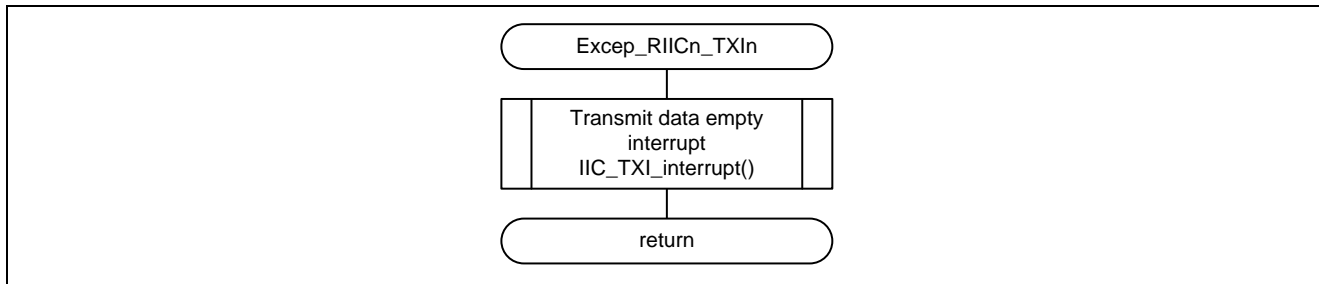 Excep_RIICn_TXIn
Transmit data empty
interrupt
IIC_TXI_interrupt()
return